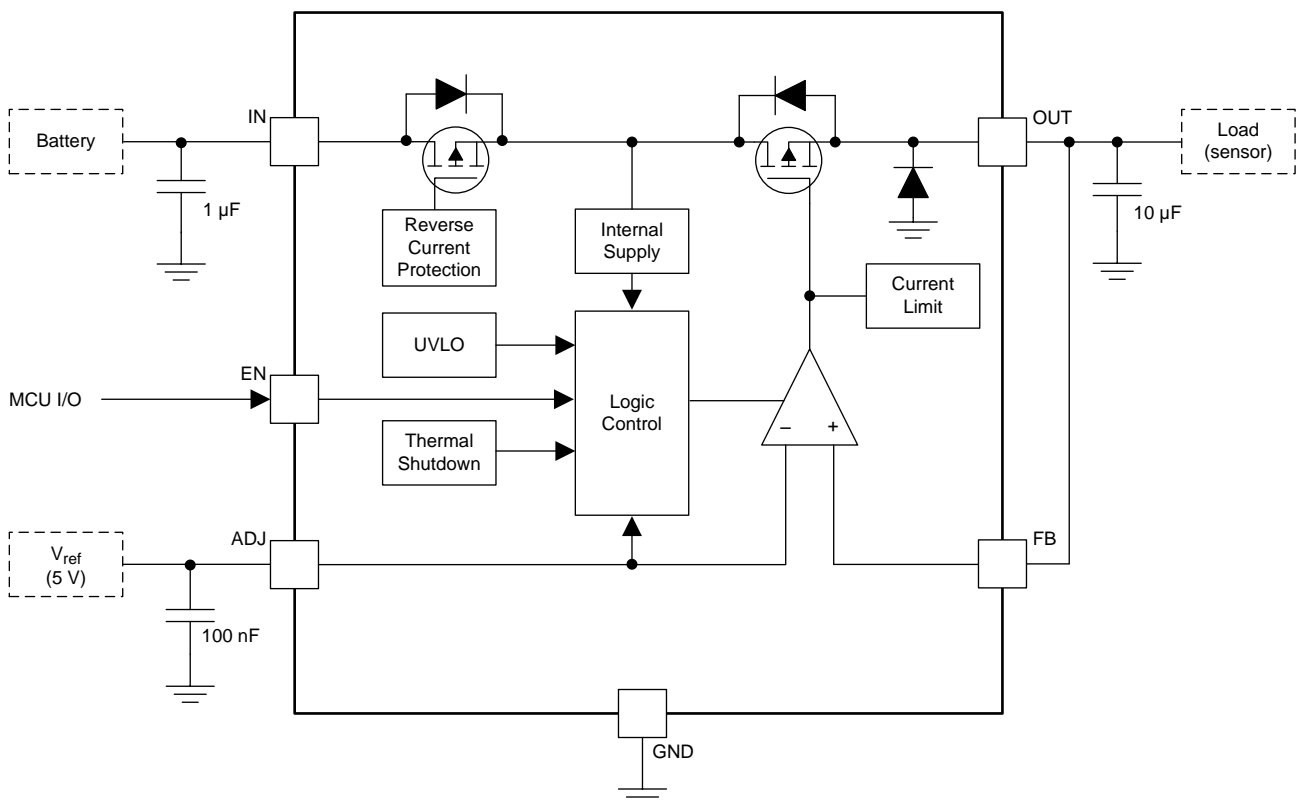 IN
OUT
Battery
Load
(sensor)
1 µF
10 µF
Reverse
Current
Protection
Internal
Supply
Current
Limit
UVLO
EN
MCU I/O
Logic
Control
Thermal
Shutdown
– +
ADJ
FB
Vref
(5 V)
100 nF
GND